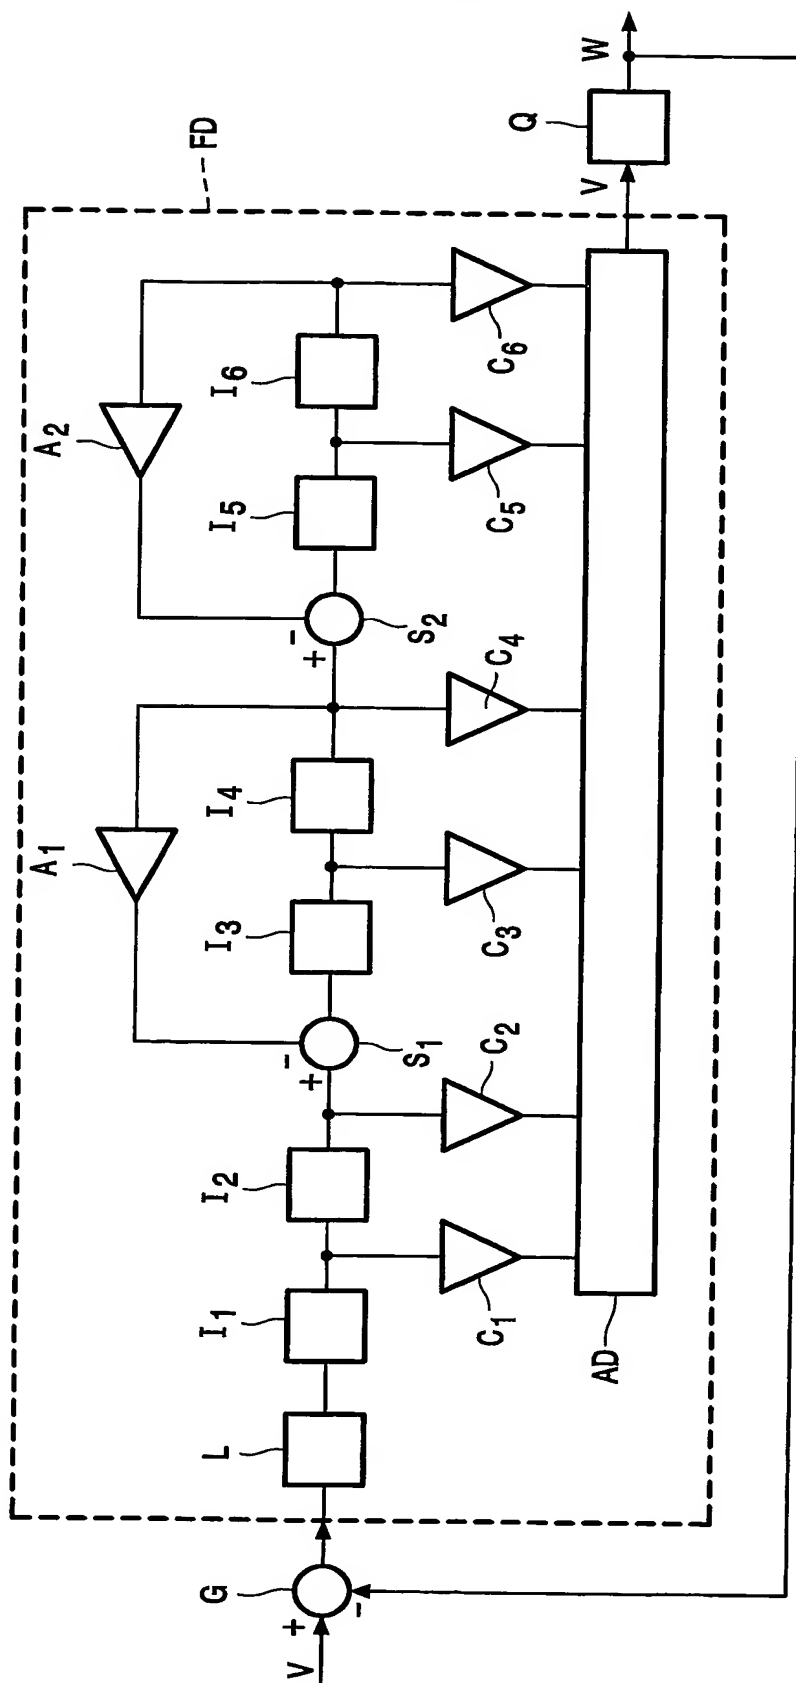 FD
A1
A2
V
+
-
G
L
I1
I2
+
-
S1
I3
I4
+
-
S2
I5
I6
C1
C2
C3
C4
C5
C6
AD
V
Q
W